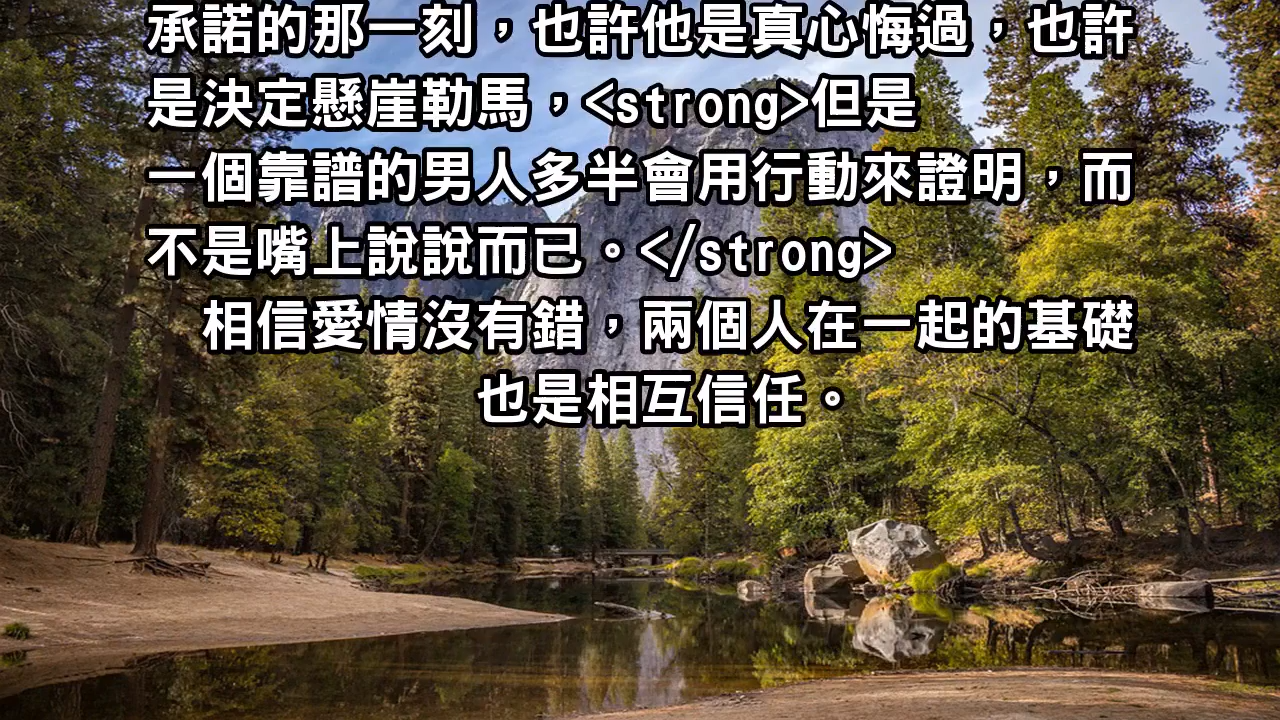 承諾的那一刻，也許他是真心悔過，也許
是決定懸崖勒馬，<strong>但是
一個靠譜的男人多半會用行動來證明，而
不是嘴上說說而已。</strong>
相信愛情沒有錯，兩個人在一起的基礎
也是相互信任。